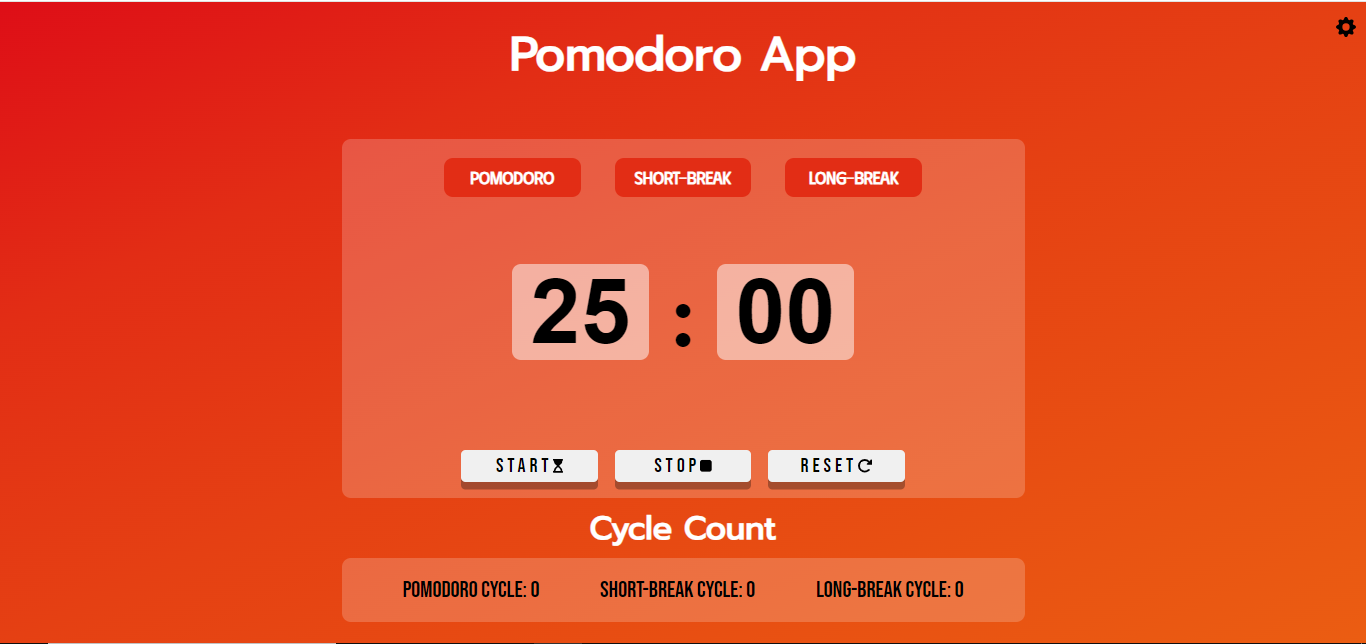 Pomodoro App
POMODORO SHORT-BREAK LONG-BREAK
25 : 00
START STOP RESET
Cycle Count
POMODORO CYCLE: 0 SHORT-BREAK CYCLE: 0 LONG-BREAK CYCLE: 0